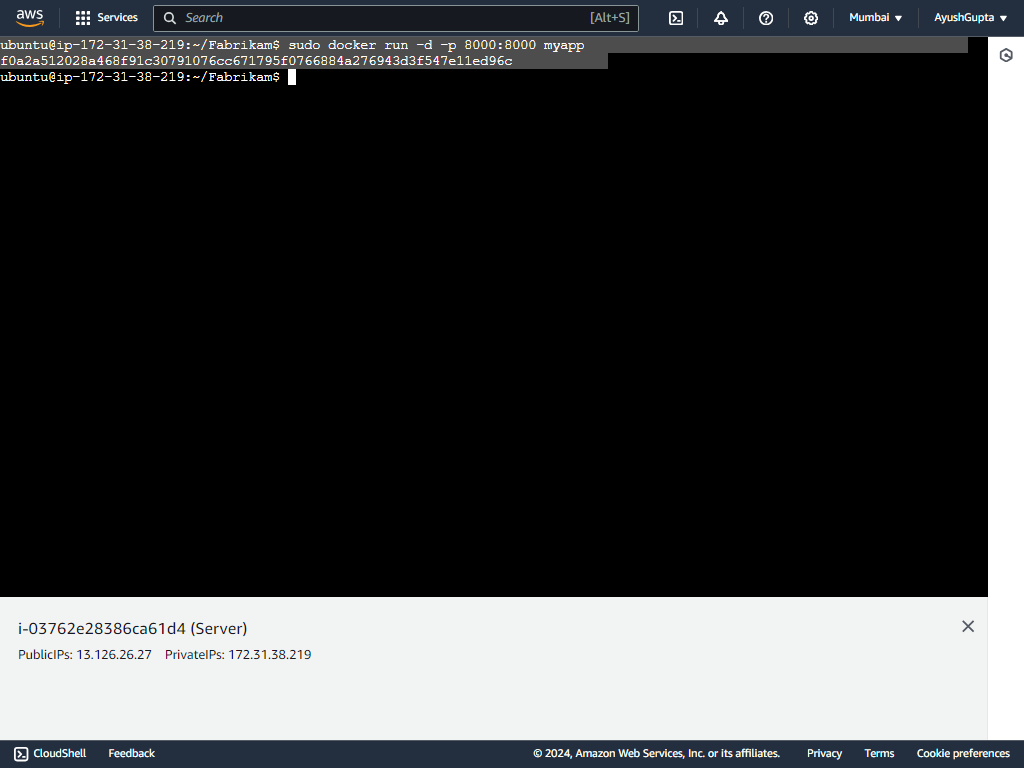 aws Services Search [Alt+S] Mumbai AyushGupta
ubuntu@ip-172-31-38-219:~/Fabrikam$ sudo docker run -d -p 8000:8000 myapp
f0a2a512028a468f91c30791076cc671795f0766884a276943d3f547e11ed96c
ubuntu@ip-172-31-38-219:~/Fabrikam$
i-03762e28386ca61d4 (Server)
PublicIPs: 13.126.26.27 PrivateIPs: 172.31.38.219
CloudShell Feedback © 2024, Amazon Web Services, Inc. or its affiliates. Privacy Terms Cookie preferences